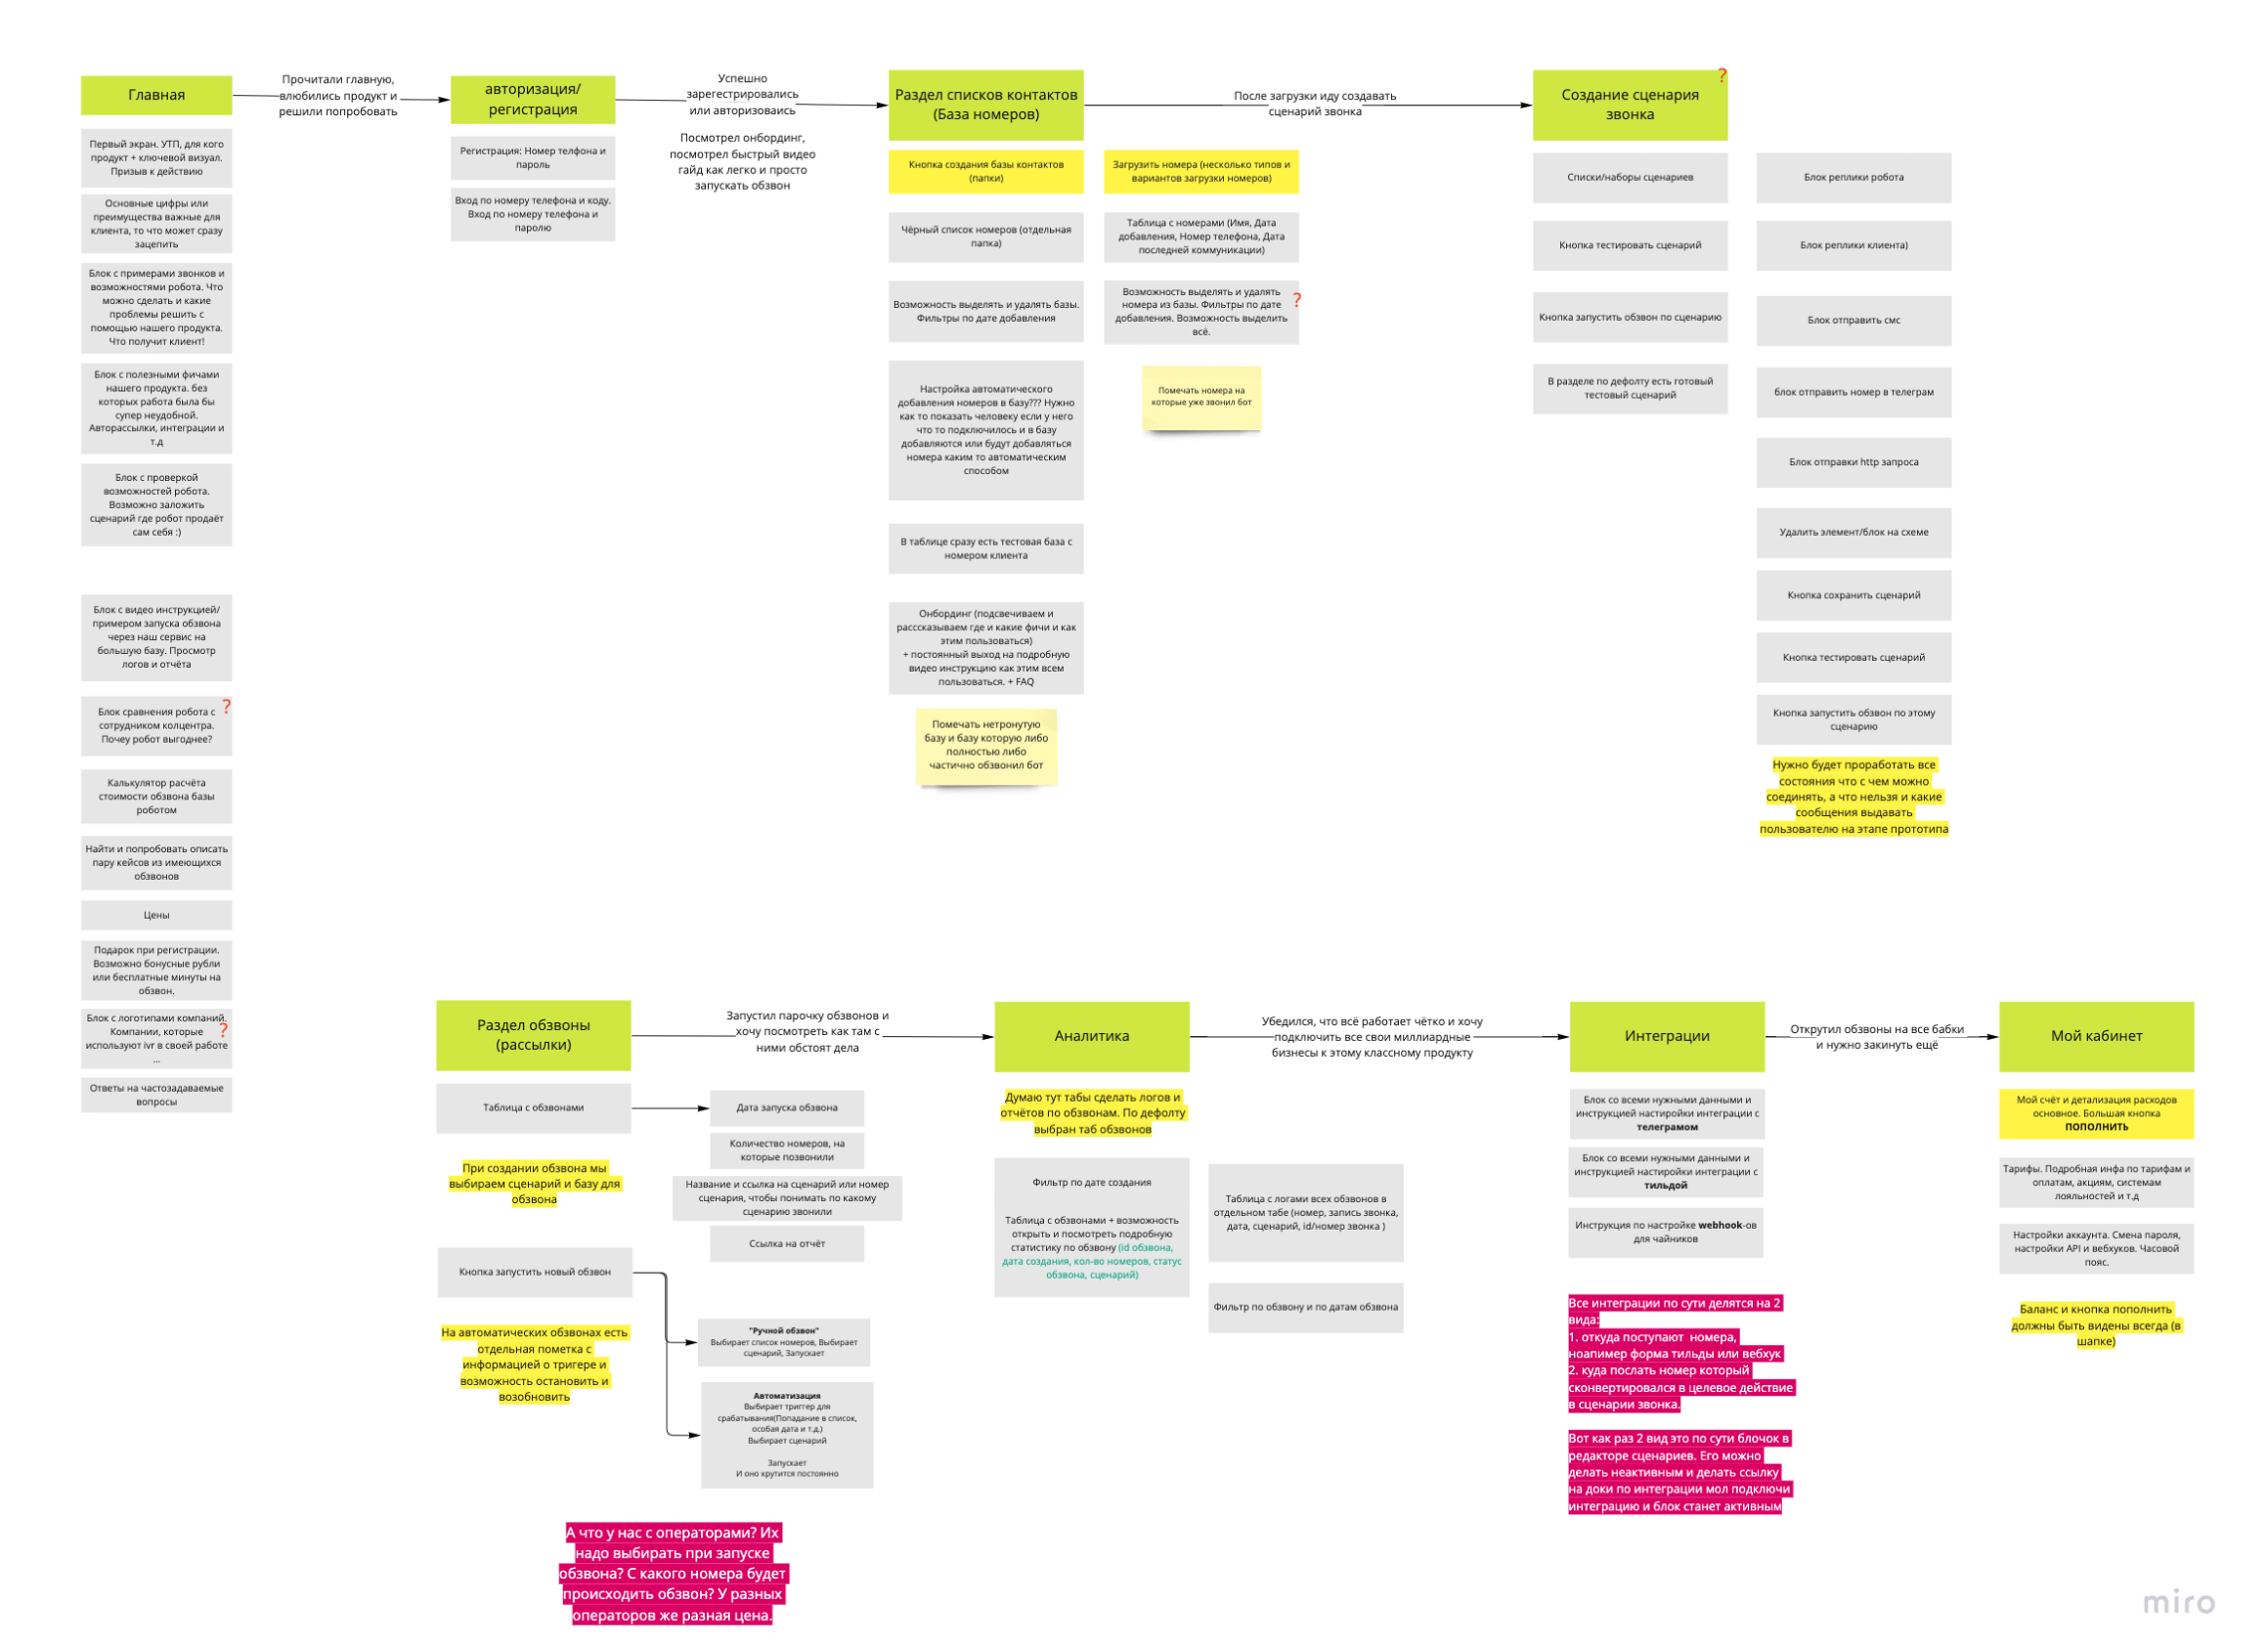 Главная
Прочитали главную,
влюбились продукт и
решили попробовать
авторизация/
регистрация
Успешно
зарегестрировались
или авторизоваись
Посмотрел онбординг,
посмотрел быстрый видео
гайд как легко и просто
запускать обзвон
Раздел списков контактов
(База номеров)
После загрузки иду создавать
сценарий звонка
Создание сценария
звонка
?
Первый экран. УТП, для кого
продукт + ключевой визуал.
Призыв к действию
Основные цифры или
преимущества важные для
клиента, то что может сразу
зацепить
Блок с примерами звонков и
возможностями робота. Что
можно сделать и какие
проблемы решить с
помощью нашего продукта.
Что получит клиент!
Блок с полезными фичами
нашего продукта. без
которых работа была бы
супер неудобной.
Авторассылки, интеграции и
т.д
Блок с проверкой
возможностей робота.
Возможно заложить
сценарий где робот продаёт
сам себя :)
Блок с видео инструкцией/
примером запуска обзвона
через наш сервис на
большую базу. Просмотр
логов и отчёта
Блок сравнения робота с
сотрудником колцентра.
Почеу робот выгоднее?
?
Калькулятор расчёта
стоимости обзвона базы
роботом
Найти и попробовать описать
пару кейсов из имеющихся
обзвонов
Цены
Подарок при регистрации.
Возможно бонусные рубли
или бесплатные минуты на
обзвон.
Блок с логотипами компаний.
Компании, которые
используют ivr в своей работе
...
?
Ответы на частозадаваемые
вопросы
Регистрация: Номер телфона и
пароль
Вход по номеру телефона и коду.
Вход по номеру телефона и
паролю
Кнопка создания базы контактов
(папки)
Чёрный список номеров (отдельная
папка)
Возможность выделять и удалять базы.
Фильтры по дате добавления
Настройка автоматического
добавления номеров в базу??? Нужно
как то показать человеку если у него
что то подключилось и в базу
добавляются или будут добавляться
номера каким то автоматическим
способом
В таблице сразу есть тестовая база с
номером клиента
Онбординг (подсвечиваем и
расссказываем где и какие фичи и как
этим пользоваться)
+ постоянный выход на подробную
видео инструкцию как этим всем
пользоваться. + FAQ
Помечать нетронутую
базу и базу которую либо
полностью либо
частично обзвонил бот
Загрузить номера (несколько типов и
вариантов загрузки номеров)
Таблица с номерами (Имя, Дата
добавления, Номер телефона, Дата
последней коммуникации)
Возможность выделять и удалять
номера из базы. Фильтры по дате
добавления. Возможность выделить
всё.
?
Помечать номера на
которые уже звонил бот
Списки/наборы сценариев
Кнопка тестировать сценарий
Кнопка запустить обзвон по сценарию
В разделе по дефолту есть готовый
тестовый сценарий
Блок реплики робота
Блок реплики клиента)
Блок отправить смс
блок отправить номер в телеграм
Блок отправки http запроса
Удалить элемент/блок на схеме
Кнопка сохранить сценарий
Кнопка тестировать сценарий
Кнопка запустить обзвон по этому
сценарию
Нужно будет проработать все
состояния что с чем можно
соединять, а что нельзя и какие
сообщения выдавать
пользователю на этапе прототипа
Раздел обзвоны
(рассылки)
Запустил парочку обзвонов и
хочу посмотреть как там с
ними обстоят дела
Аналитика
Убедился, что всё работает чётко и хочу
подключить все свои миллиардные
бизнесы к этому классному продукту
Интеграции
Открутил обзвоны на все бабки
и нужно закинуть ещё
Мой кабинет
Таблица с обзвонами
При создании обзвона мы
выбираем сценарий и базу для
обзвона
Кнопка запустить новый обзвон
На автоматических обзвонах есть
отдельная пометка с
информацией о тригере и
возможность остановить и
возобновить
Дата запуска обзвона
Количество номеров, на
которые позвонили
Название и ссылка на сценарий или номер
сценария, чтобы понимать по какому
сценарию звонили
Ссылка на отчёт
"Ручной обзвон"
Выбирает список номеров, Выбирает
сценарий, Запускает
Автоматизация
Выбирает триггер для
срабатывания(Попадание в список,
особая дата и т.д.)
Выбирает сценарий
Запускает
И оно крутится постоянно
А что у нас с операторами? Их
надо выбирать при запуске
обзвона? С какого номера будет
происходить обзвон? У разных
операторов же разная цена.
Думаю тут табы сделать логов и
отчётов по обзвонам. По дефолту
выбран таб обзвонов
Фильтр по дате создания
Таблица с обзвонами + возможность
открыть и посмотреть подробную
статистику по обзвону (id обзвона,
дата создания, кол-во номеров, статус
обзвона, сценарий)
Таблица с логами всех обзвонов в
отдельном табе (номер, запись звонка,
дата, сценарий, id/номер звонка )
Фильтр по обзвону и по датам обзвона
Блок со всеми нужными данными и
инструкцией настиройки интеграции с
телеграмом
Блок со всеми нужными данными и
инструкцией настиройки интеграции с
тильдой
Инструкция по настройке webhook-ов
для чайников
Все интеграции по сути делятся на 2
вида:
1. откуда поступают номера,
ноапимер форма тильды или вебхук
2. куда послать номер который
сконвертировался в целевое действие
в сценарии звонка.
Вот как раз 2 вид это по сути блочок в
редакторе сценариев. Его можно
делать неактивным и делать ссылку
на доки по интеграции мол подключи
интеграцию и блок станет активным
Мой счёт и детализация расходов
основное. Большая кнопка
ПОПОЛНИТЬ
Тарифы. Подробная инфа по тарифам и
оплатам, акциям, системам
лояльностей и т.д
Настройки аккаунта. Смена пароля,
настройки API и вебхуков. Часовой
пояс.
Баланс и кнопка пополнить
должны быть видены всегда (в
шапке)
miro